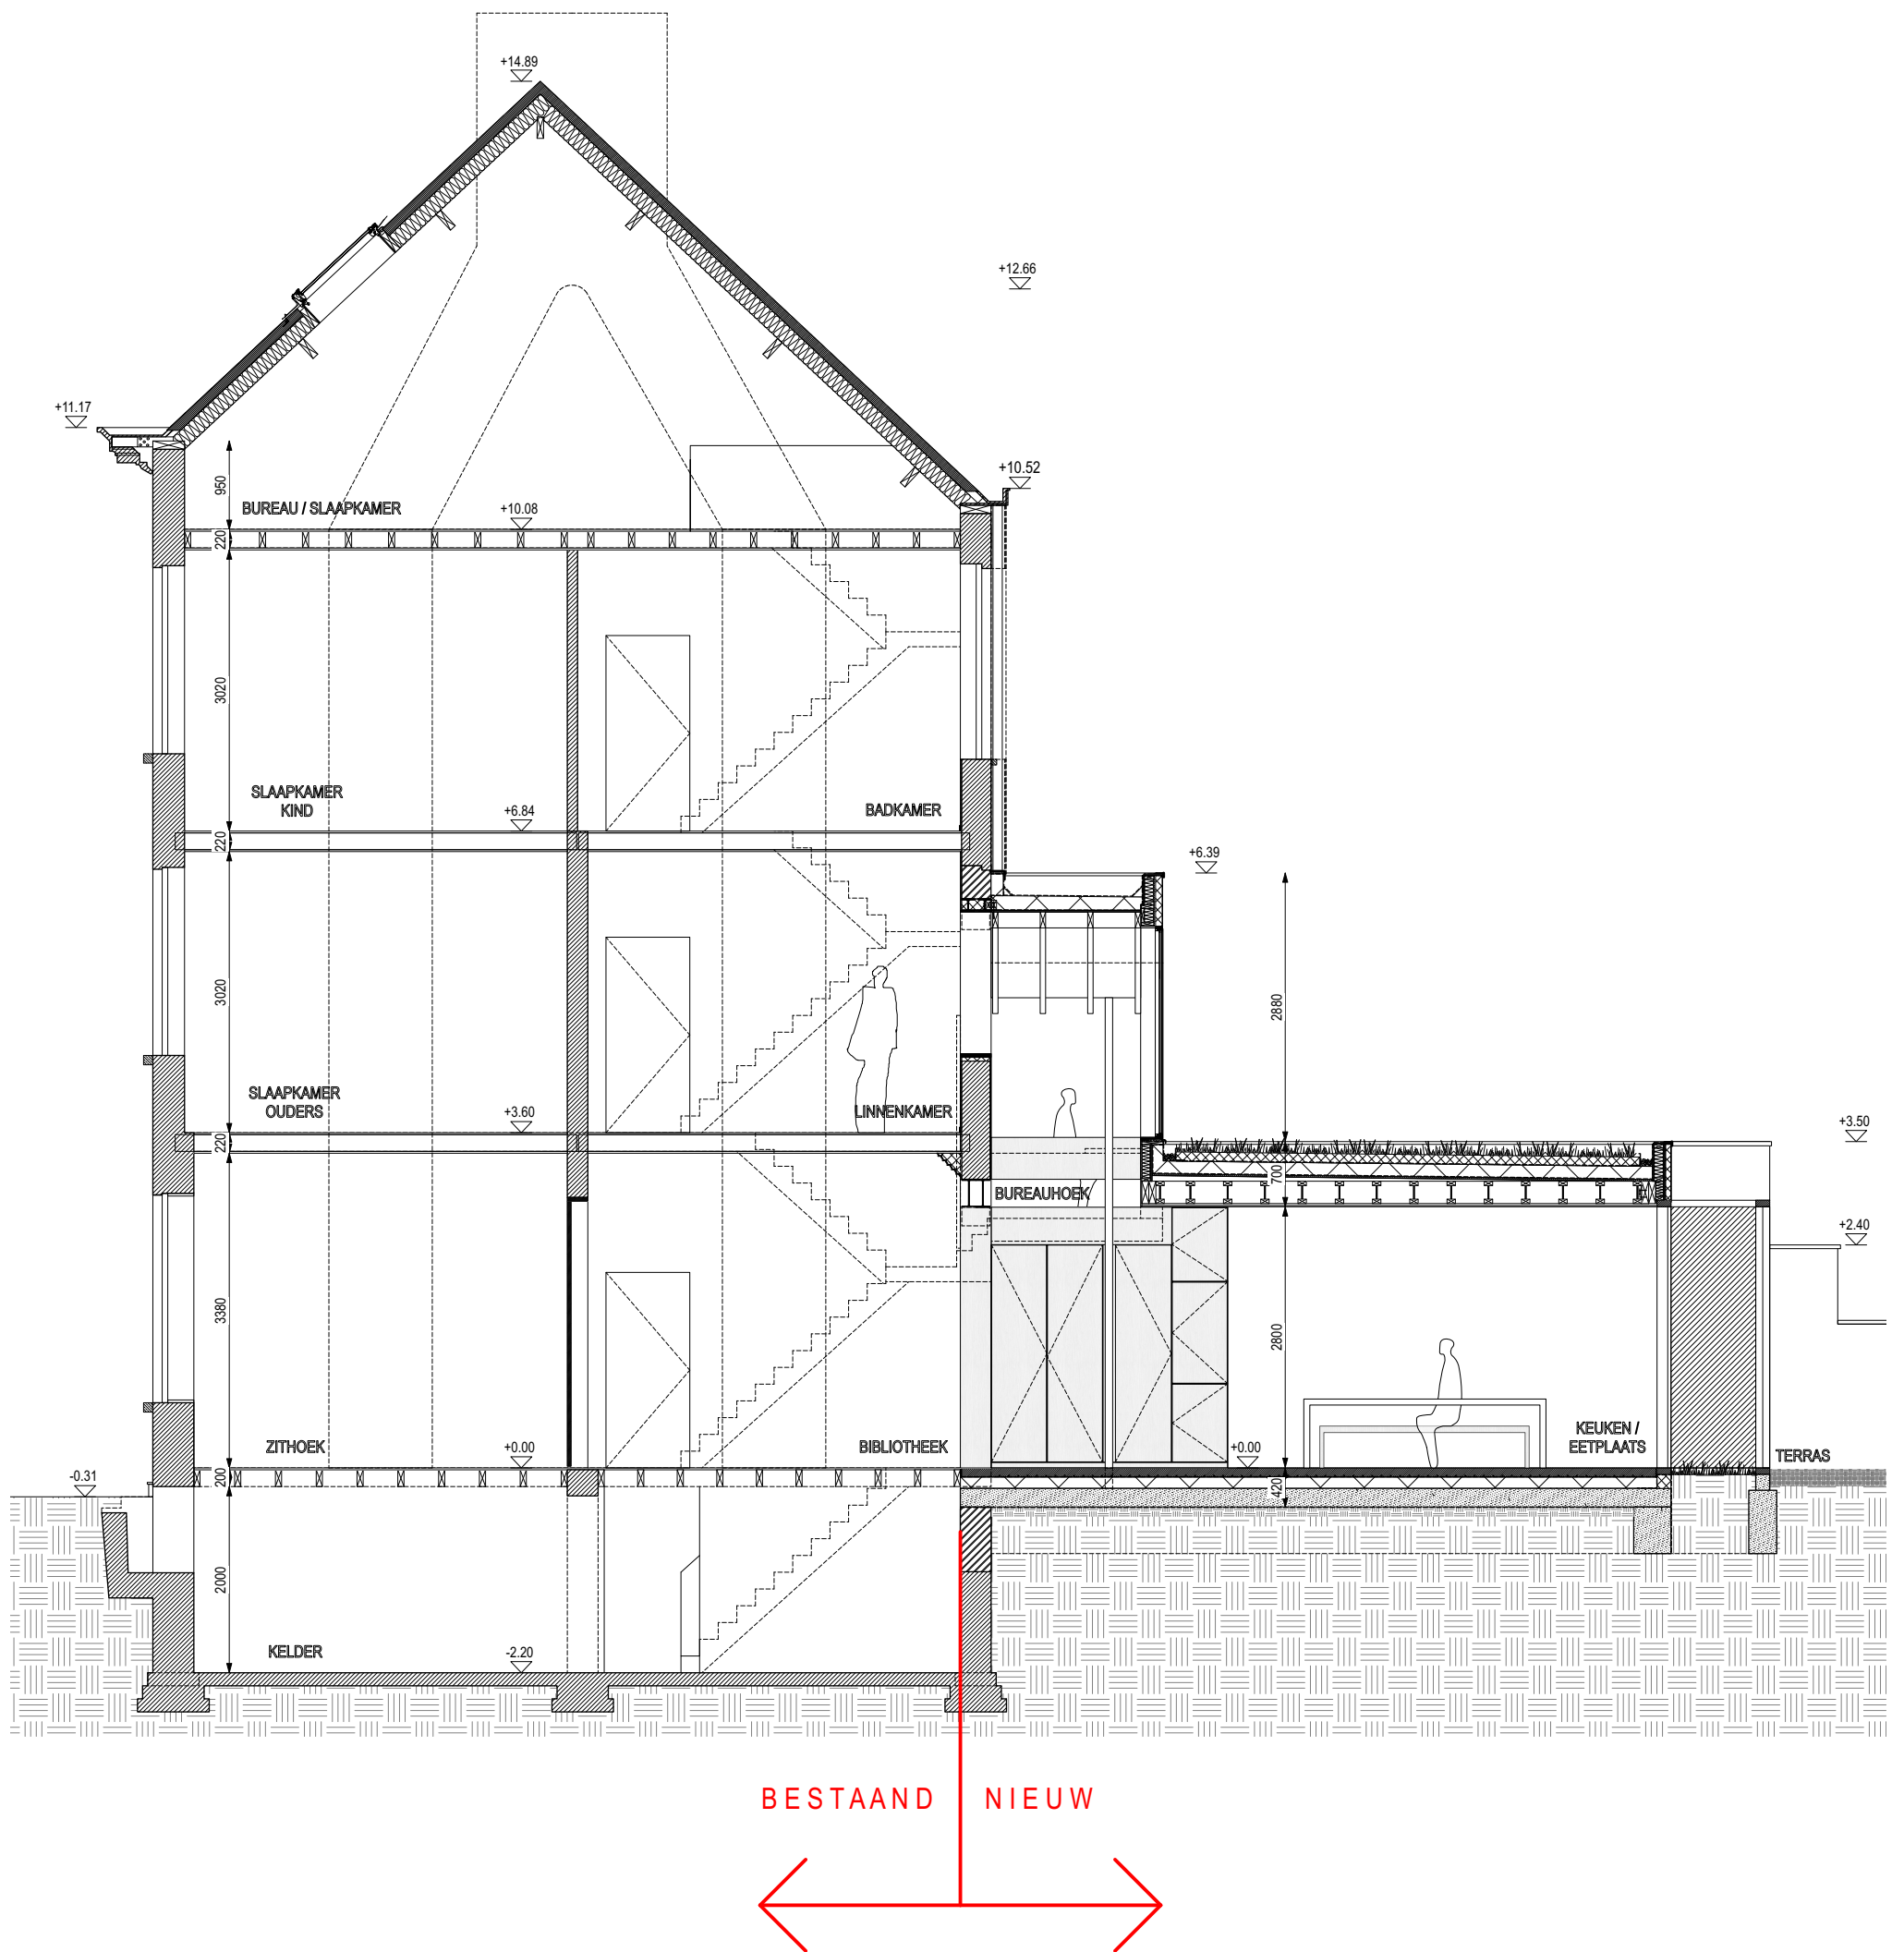 +14.89
+12.66
+11.17
+10.52
950
BUREAU / SLAAPKAMER
+10.08
220
3020
SLAAPKAMER
KIND
+6.84
BADKAMER
220
+6.39
3020
2880
SLAAPKAMER
OUDERS
+3.60
LINNENKAMER
+3.50
220
700
BUREAUHOEK
+2.40
3380
2800
KEUKEN /
EETPLAATS
ZITHOEK
+0.00
BIBLIOTHEEK
+0.00
TERRAS
-0.31
200
420
2000
KELDER
-2.20
BESTAAND
NIEUW